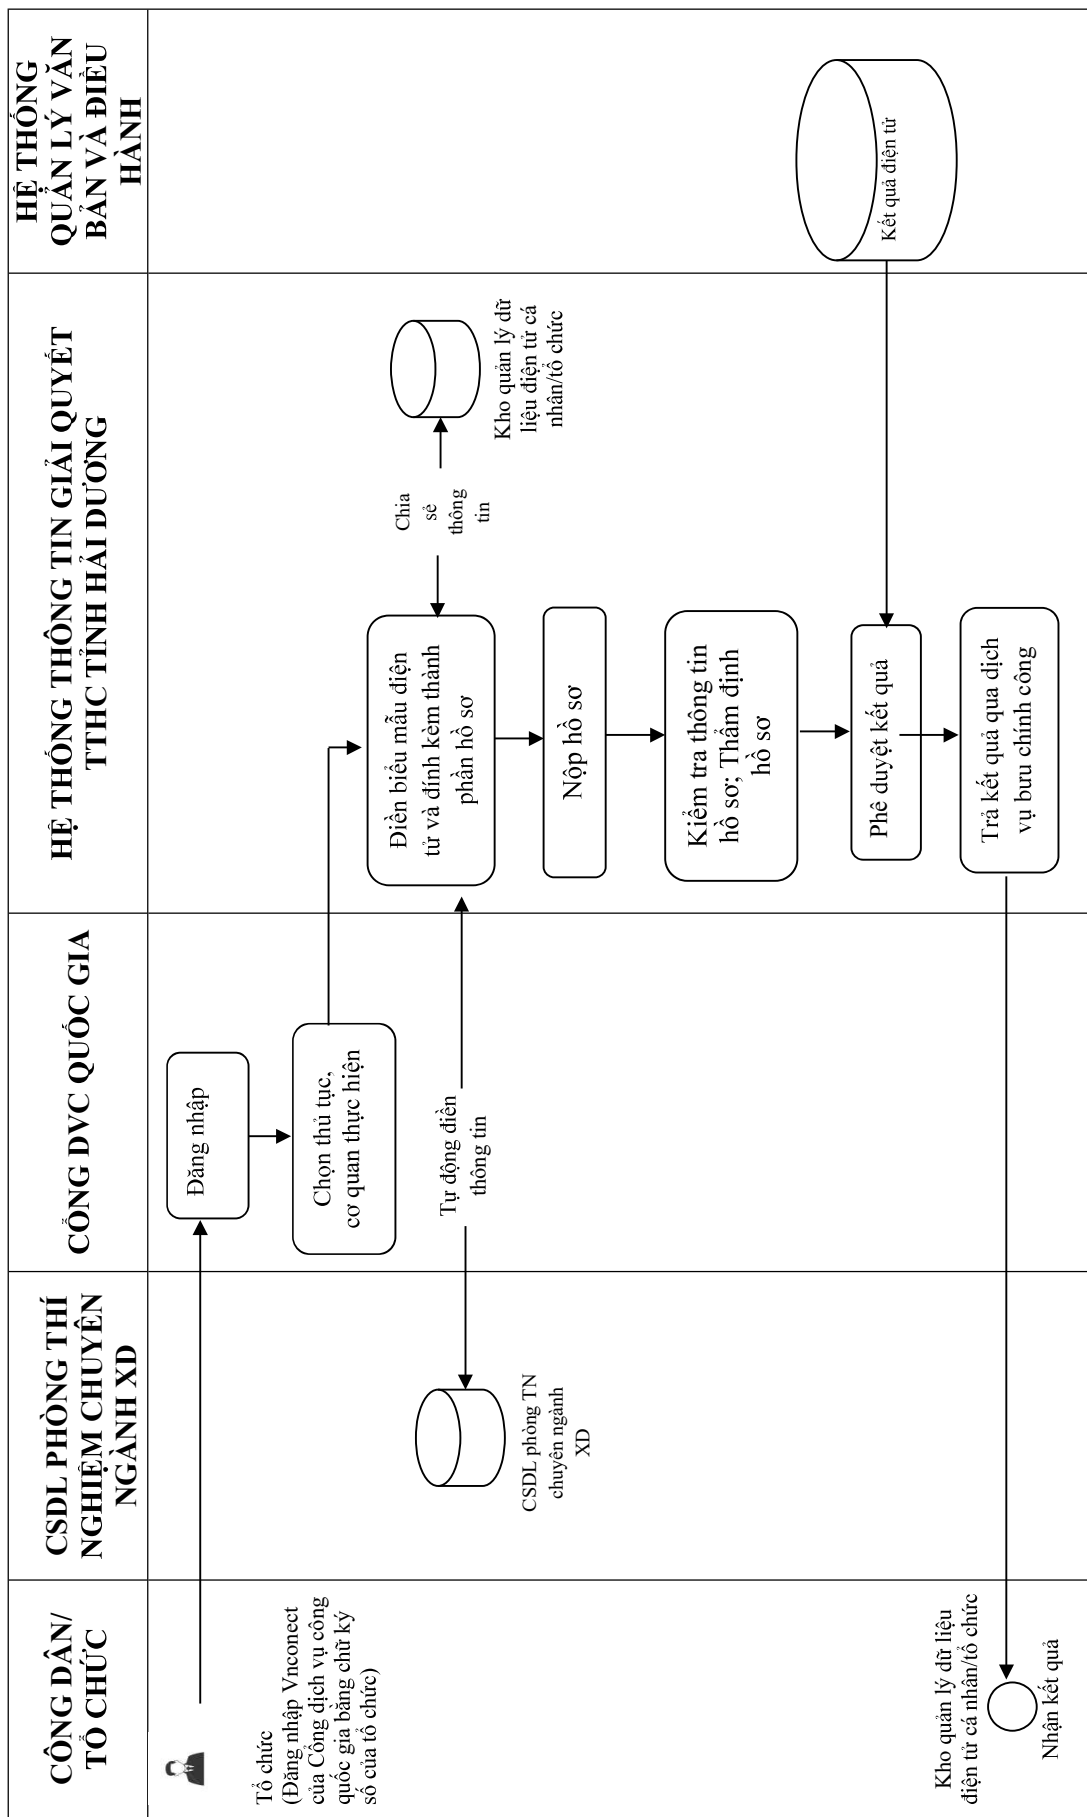 CÔNG DÂN/
TỔ CHỨC
CSDL PHÒNG THÍ
NGHIỆM CHUYÊN
NGÀNH XD
CỔNG DVC QUỐC GIA
HỆ THỐNG THÔNG TIN GIẢI QUYẾT
TTHC TỈNH HẢI DƯƠNG
HỆ THỐNG
QUẢN LÝ VĂN
BẢN VÀ ĐIỀU
HÀNH
Tổ chức
(Đăng nhập Vnconect
của Cổng dịch vụ công
quốc gia bằng chữ ký
số của tổ chức)
Đăng nhập
Chọn thủ tục,
cơ quan thực hiện
CSDL phòng TN
chuyên ngành
XD
Tự động điền
thông tin
Điền biểu mẫu điện
tử và đính kèm thành
phần hồ sơ
Chia
sẻ
thông
tin
Kho quản lý dữ
liệu điện tử cá
nhân/tổ chức
Nộp hồ sơ
Kiểm tra thông tin
hồ sơ; Thẩm định
hồ sơ
Phê duyệt kết quả
Kết quả điện tử
Trả kết quả qua dịch
vụ bưu chính công
Kho quản lý dữ liệu
điện tử cá nhân/tổ chức
Nhận kết quả